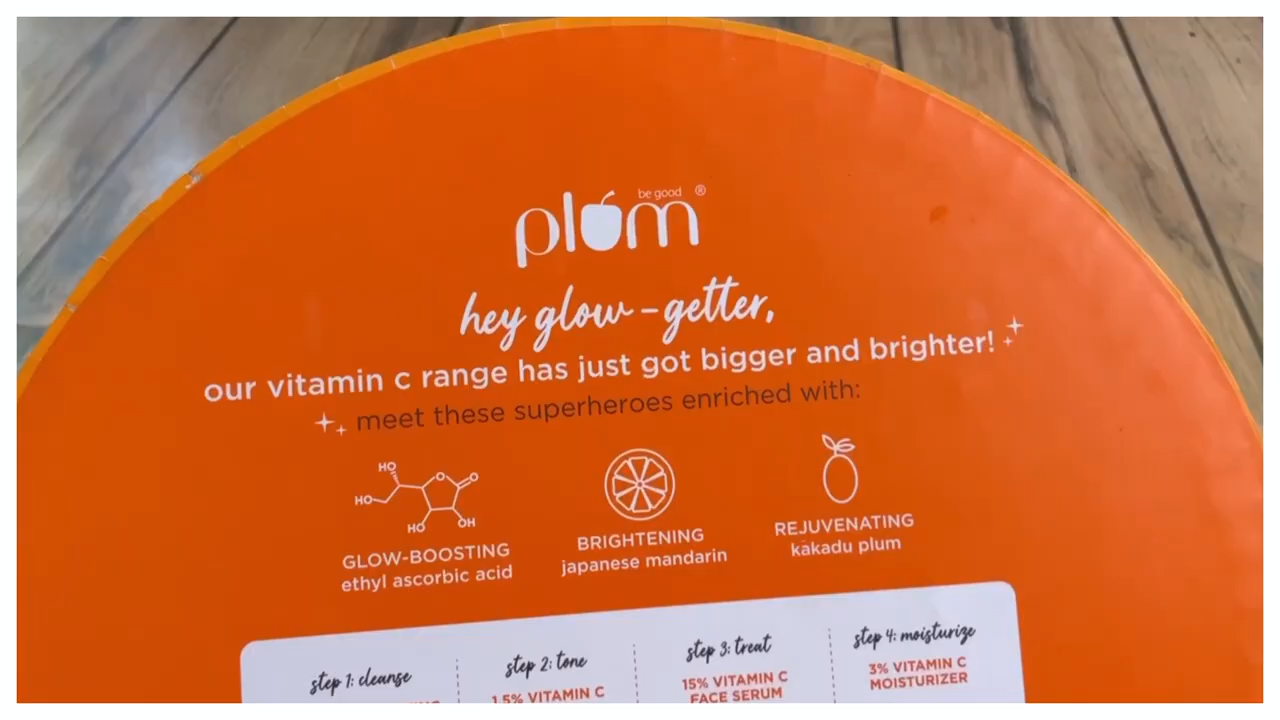 be good ®
plum
hey glow-getter,
our vitamin c range has just got bigger and brighter!
meet these superheroes enriched with:
HO HO HO OH O O
GLOW-BOOSTING
ethyl ascorbic acid
BRIGHTENING
japanese mandarin
REJUVENATING
kakadu plum
step 1: cleanse
step 2: tone
1.5% VITAMIN C
step 3: treat
15% VITAMIN C
FACE SERUM
step 4: moisturize
3% VITAMIN C
MOISTURIZER